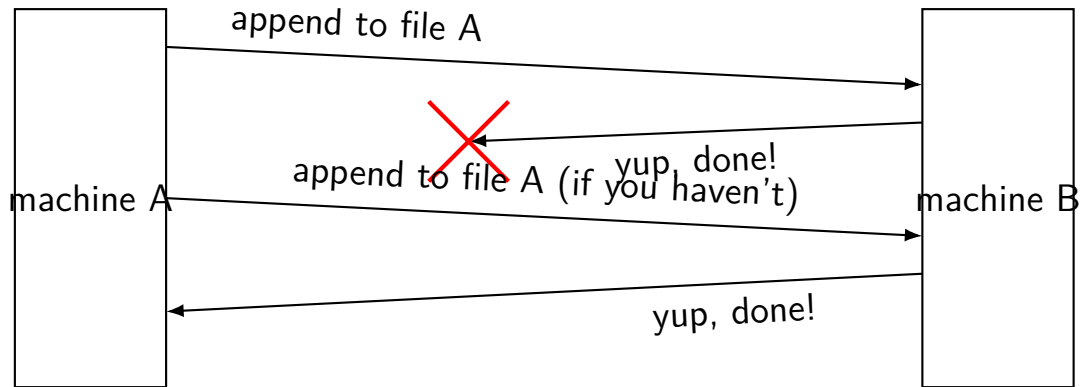 append to file A
yup, done!
append to file A (if you haven't)
machine A
machine B
yup, done!